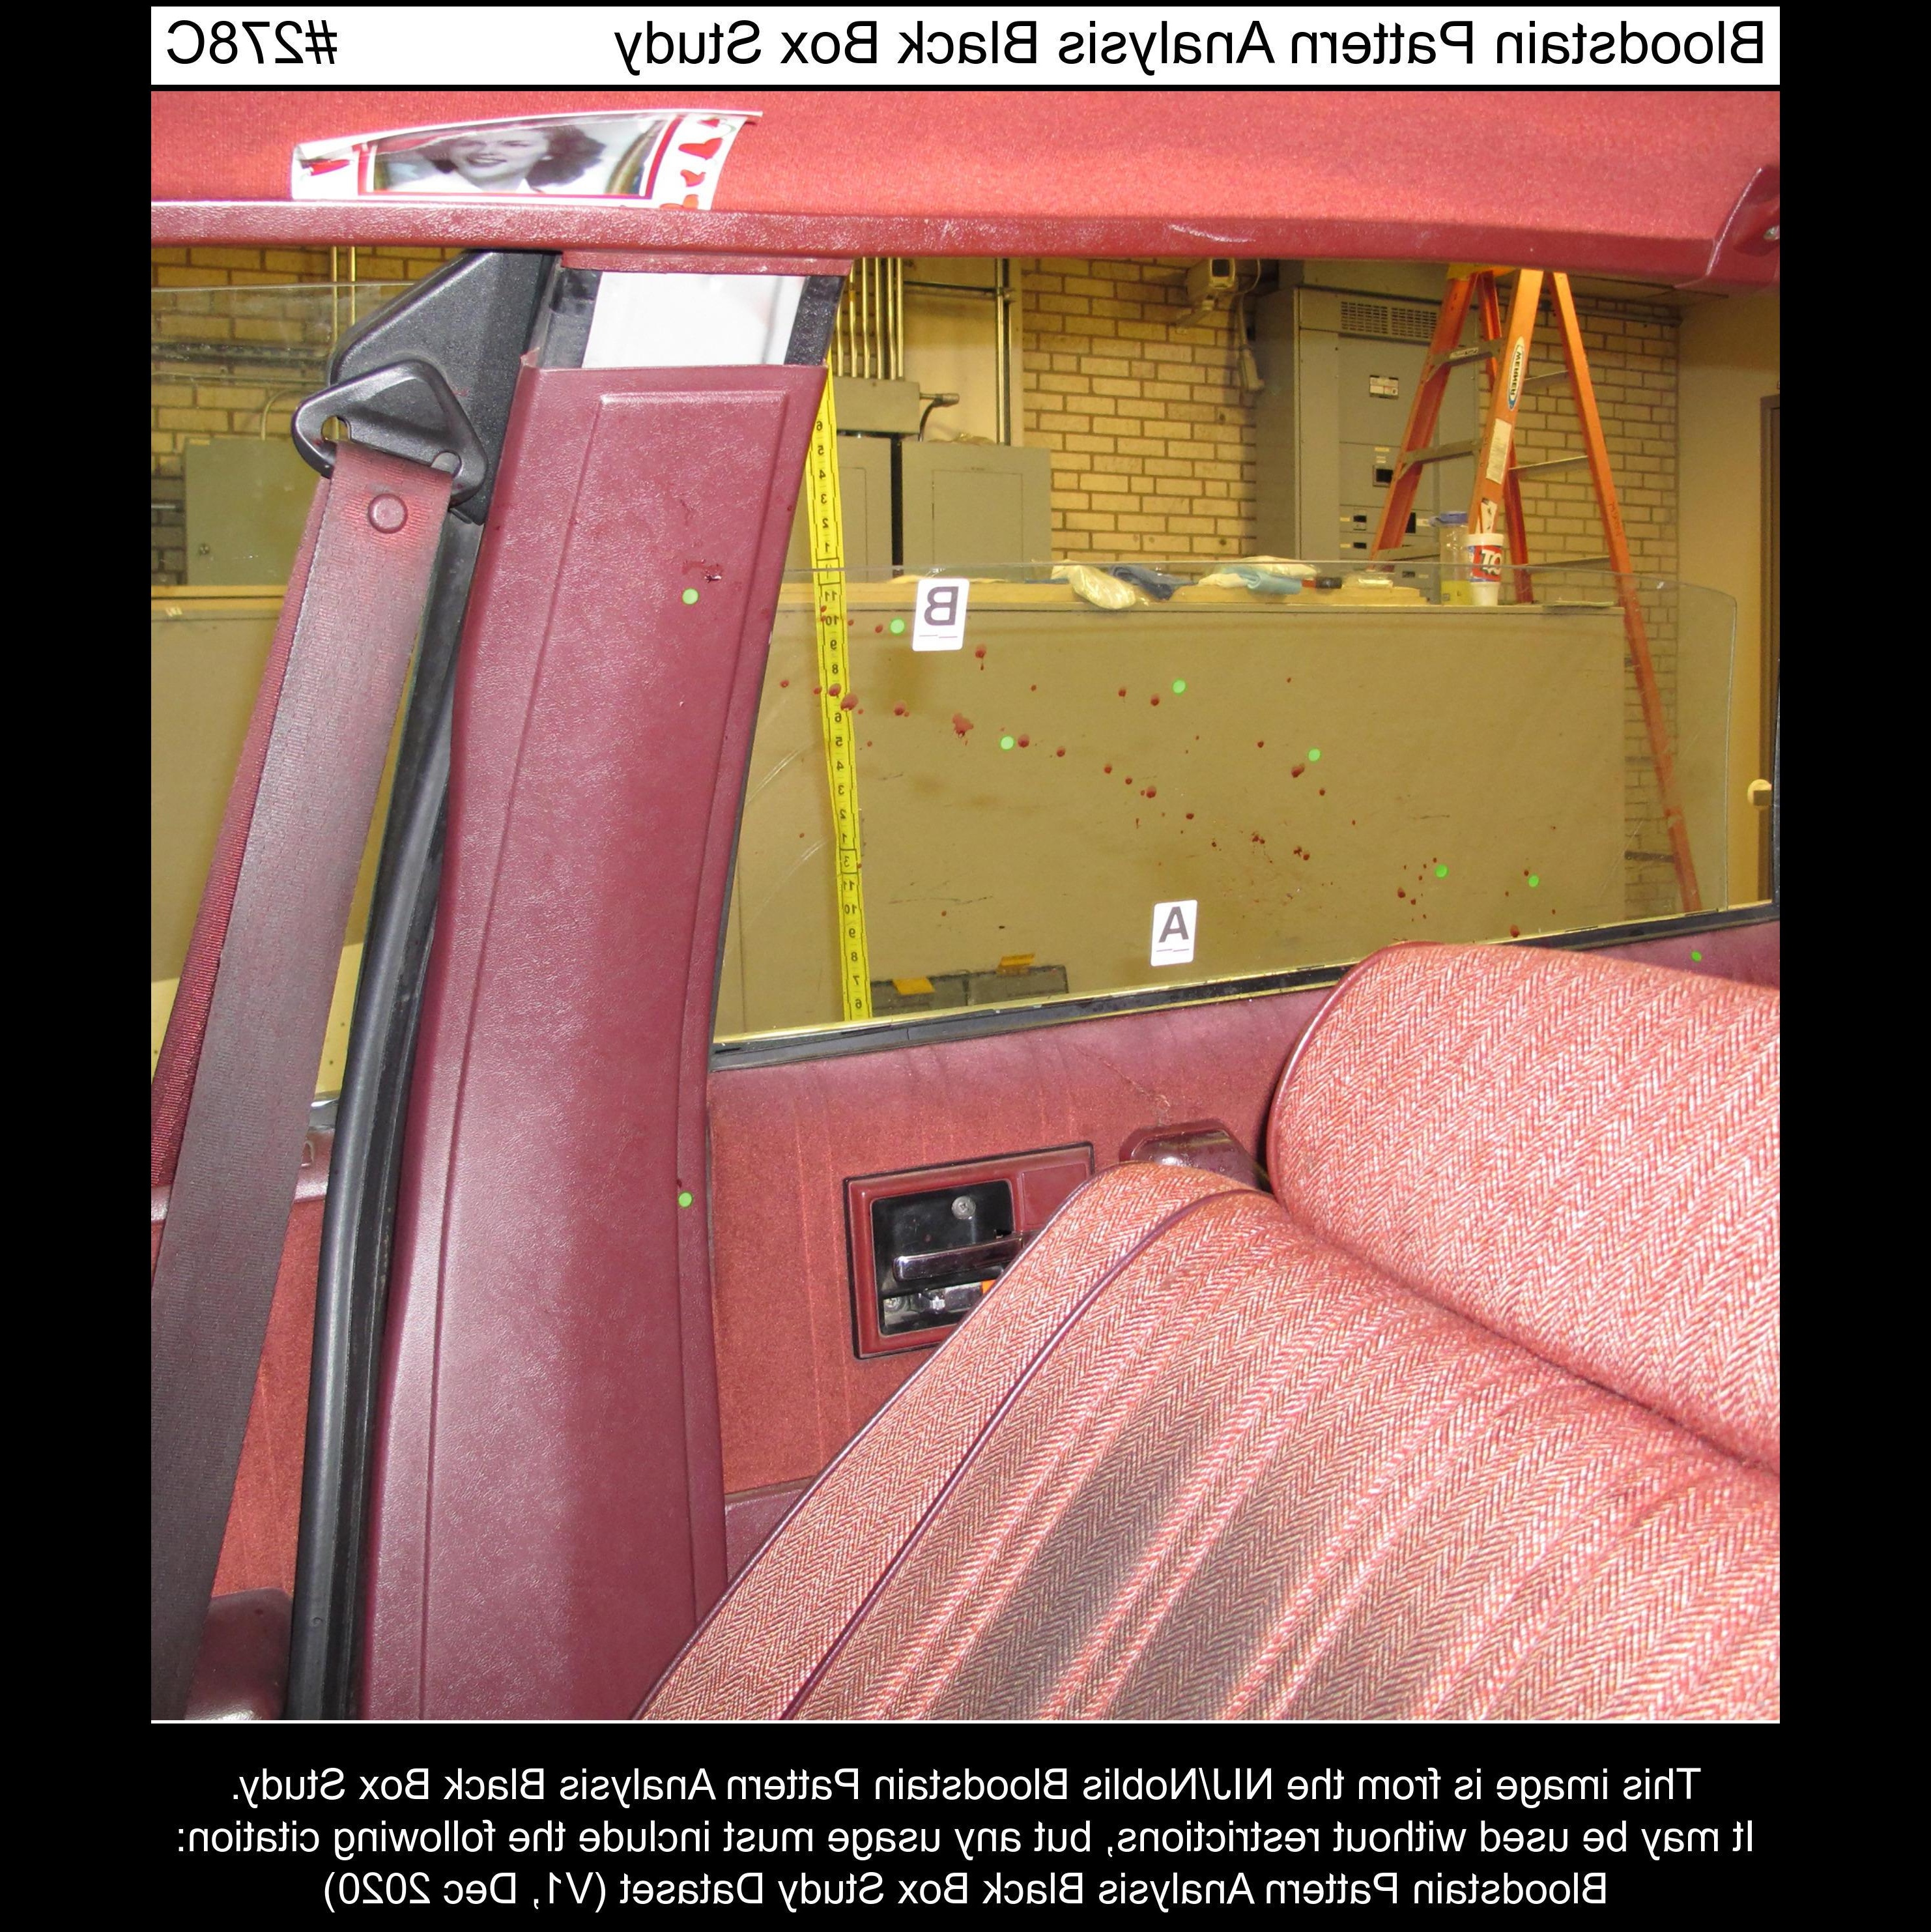 Bloodstain Pattern Analysis Black Box Study #278C
B
A
WERNER
This image is from the NIJ/Noblis Bloodstain Pattern Analysis Black Box Study.
It may be used without restrictions, but any usage must include the following citation:
Bloodstain Pattern Analysis Black Box Study Dataset (V1, Dec 2020)